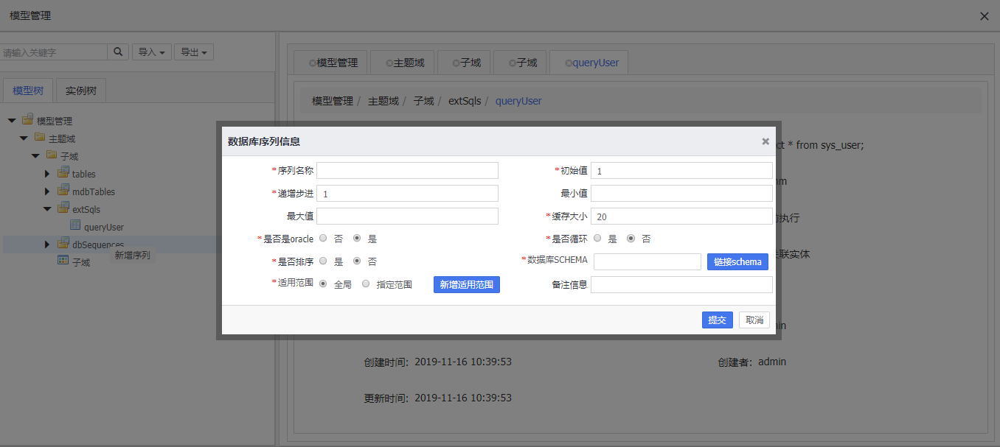 模型管理
请输入关键字 导入 导出
模型树 实例树
模型管理
主题域
子域
tables
mdbTables
extSqls
queryUser
dbSequences
新增序列
子域
模型管理 主题域 子域 子域 queryUser
模型管理 / 主题域 / 子域 / extSqls / queryUser
ct * from sys_user;
执行
联实体
创建时间：2019-11-16 10:39:53 创建者：admin
更新时间：2019-11-16 10:39:53
数据库序列信息
*序列名称 *初始值 1
*递增步进 1 最小值
最大值 *缓存大小 20
*是否是oracle 否 是 *是否循环 是 否
*是否排序 是 否 *数据库SCHEMA 链接schema
*适用范围 全局 指定范围 新增适用范围 备注信息
提交 取消